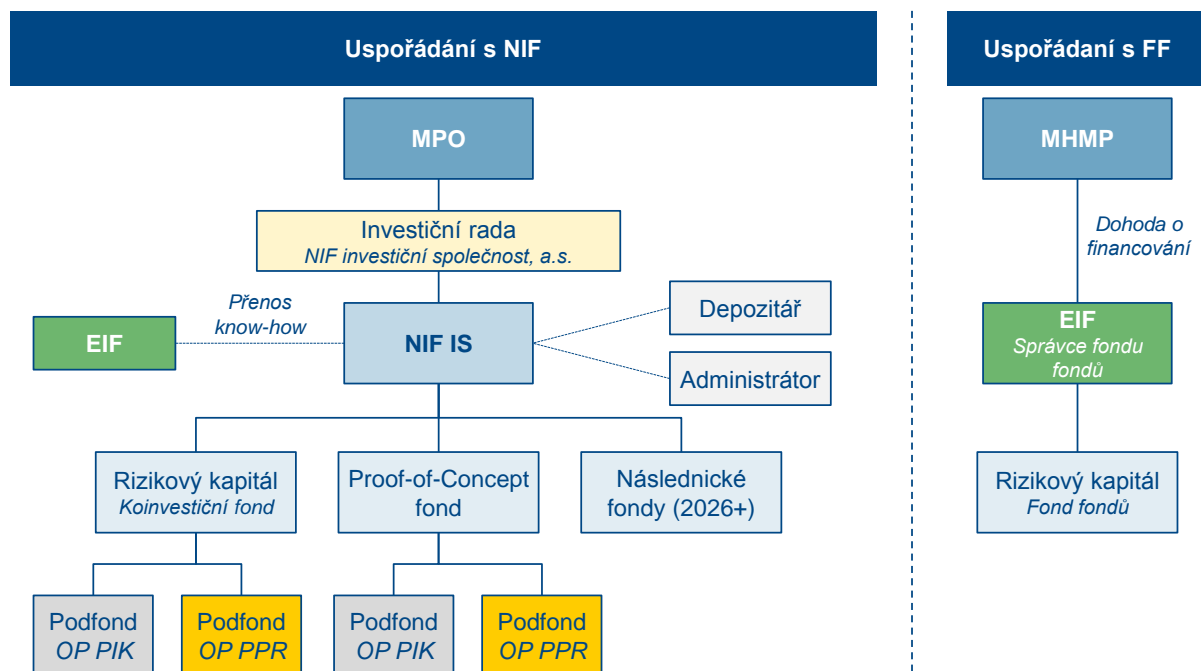 Uspořádání s NIF
MPO
Investiční rada
NIF investiční společnost, a.s.
Přenos
know-how
EIF
NIF IS
Depozitář
Administrátor
Rizikový kapitál
Koinvestiční fond
Proof-of-Concept
fond
Následnické
fondy (2026+)
Podfond
OP PIK
Podfond
OP PPR
Podfond
OP PIK
Podfond
OP PPR
Uspořádaní s FF
MHMP
Dohoda o
financování
EIF
Správce fondu
fondů
Rizikový kapitál
Fond fondů